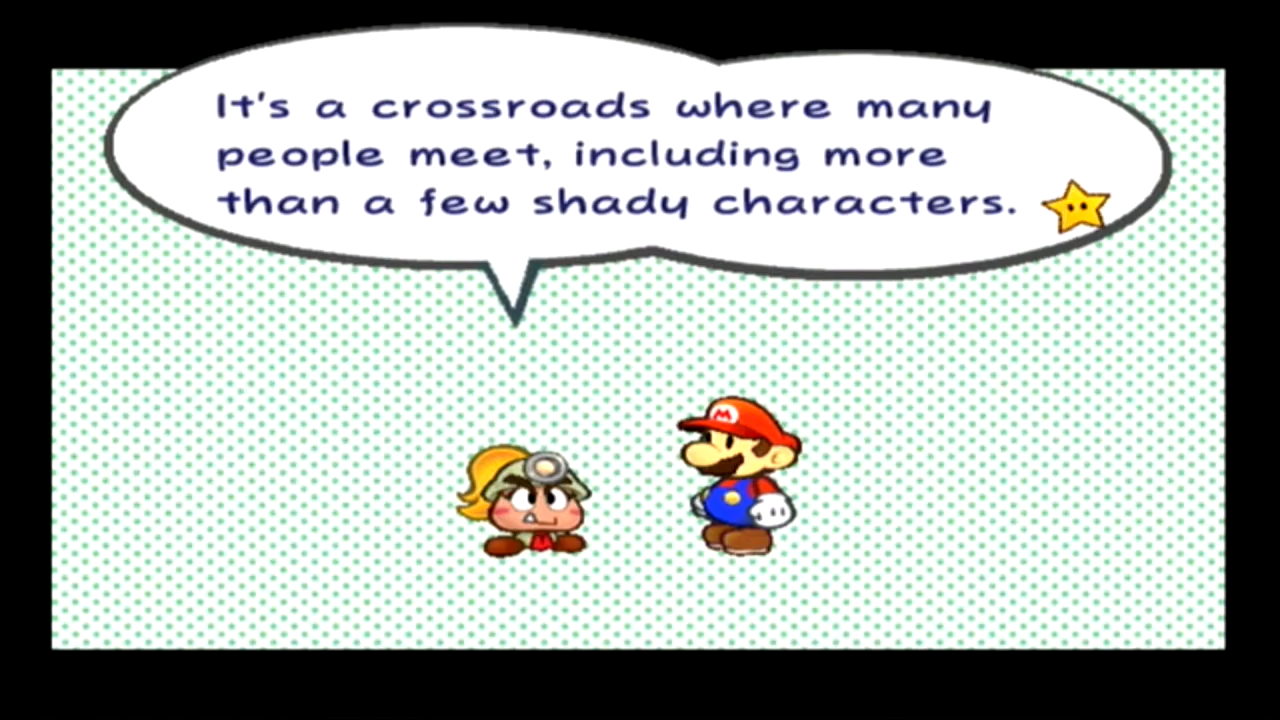 It's a crossroads where many
people meet, including more
than a few shady characters.
M